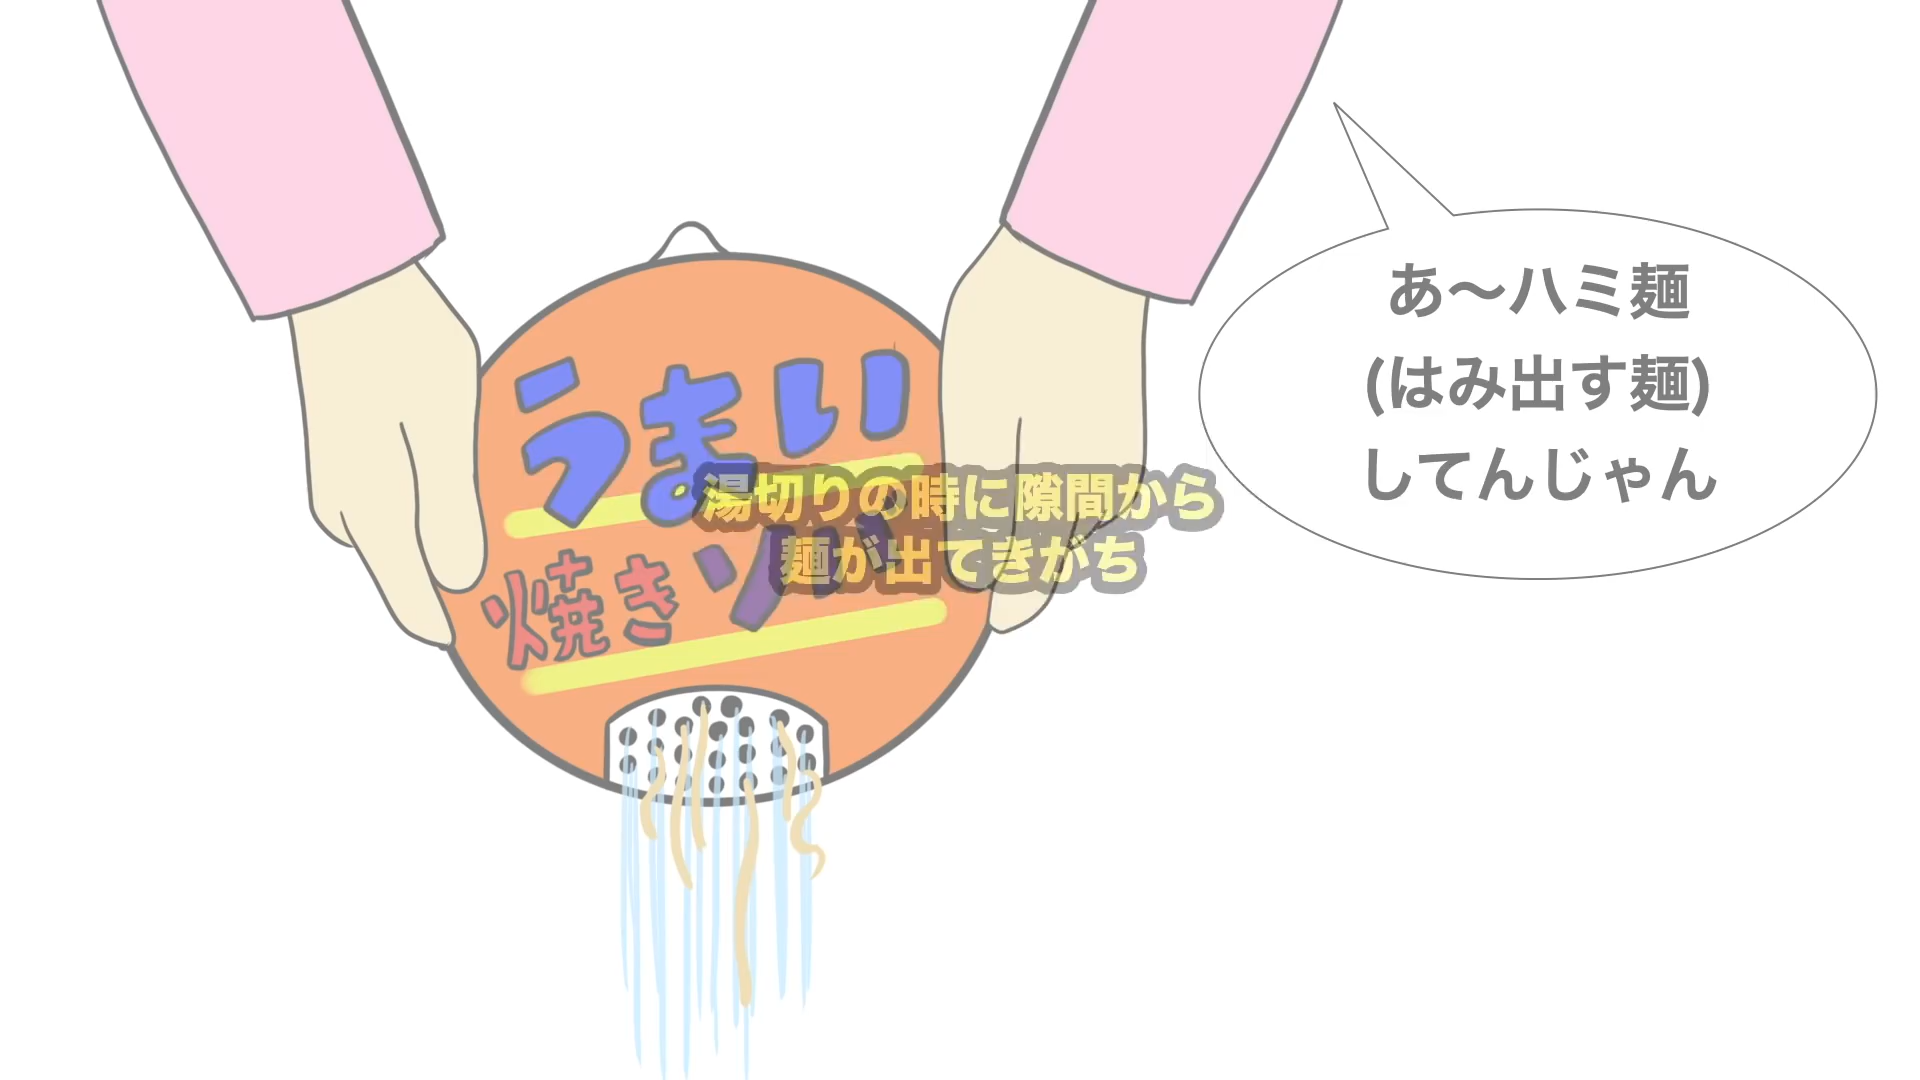 うまい
焼きソバ
湯切りの時に隙間から
麺が出てきがち
あ〜ハミ麺
(はみ出す麺)
してんじゃん